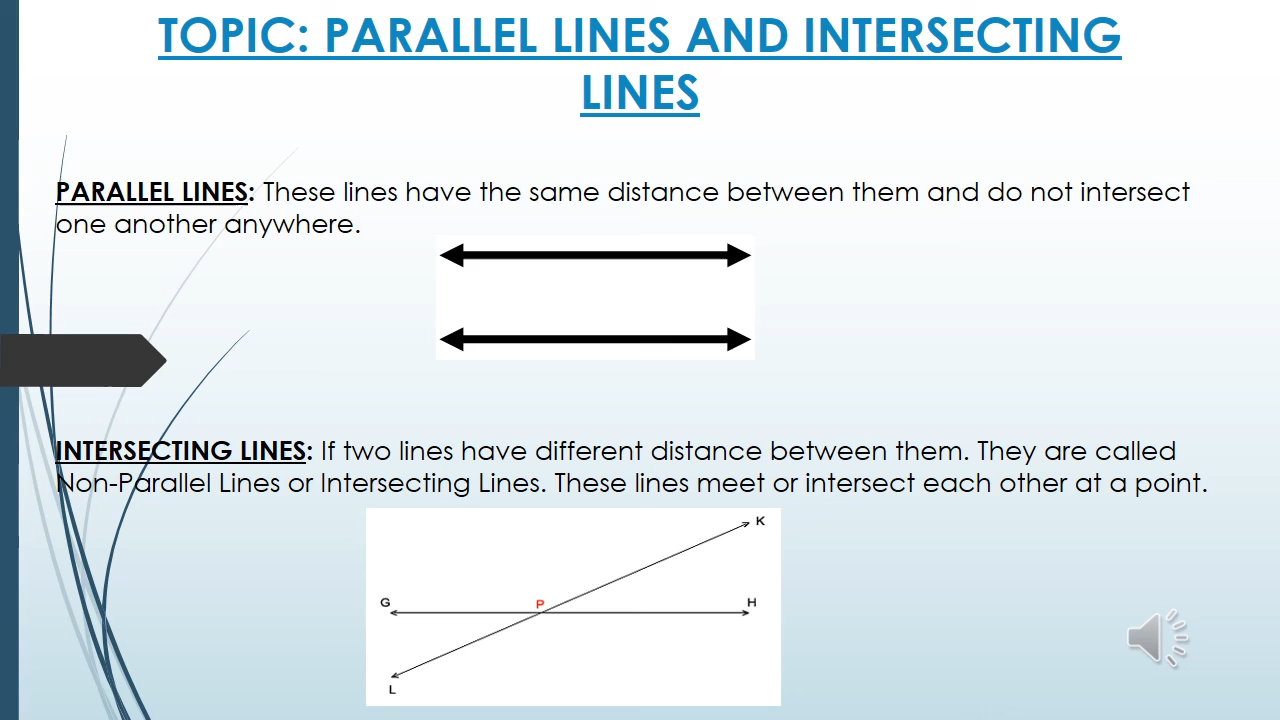 TOPIC: PARALLEL LINES AND INTERSECTING
LINES
PARALLEL LINES: These lines have the same distance between them and do not intersect
one another anywhere.
INTERSECTING LINES: If two lines have different distance between them. They are called
Non-Parallel Lines or Intersecting Lines. These lines meet or intersect each other at a point.
K
G P H
L